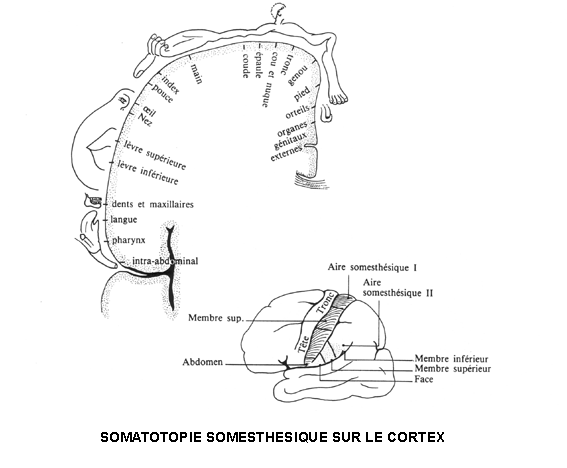 main
coude
épaule
cou et nuque
tronc
genou
pied
orteils
organes
génitaux
externes
index
pouce
œil
Nez
lèvre supérieure
lèvre inférieure
dents et maxillaires
langue
pharynx
intra-abdominal
Aire somesthésique I
Aire
somesthésique II
Membre sup.
Tronc
Tête
Abdomen
Membre inférieur
Membre supérieur
Face
SOMATOTOPIE SOMESTHESIQUE SUR LE CORTEX